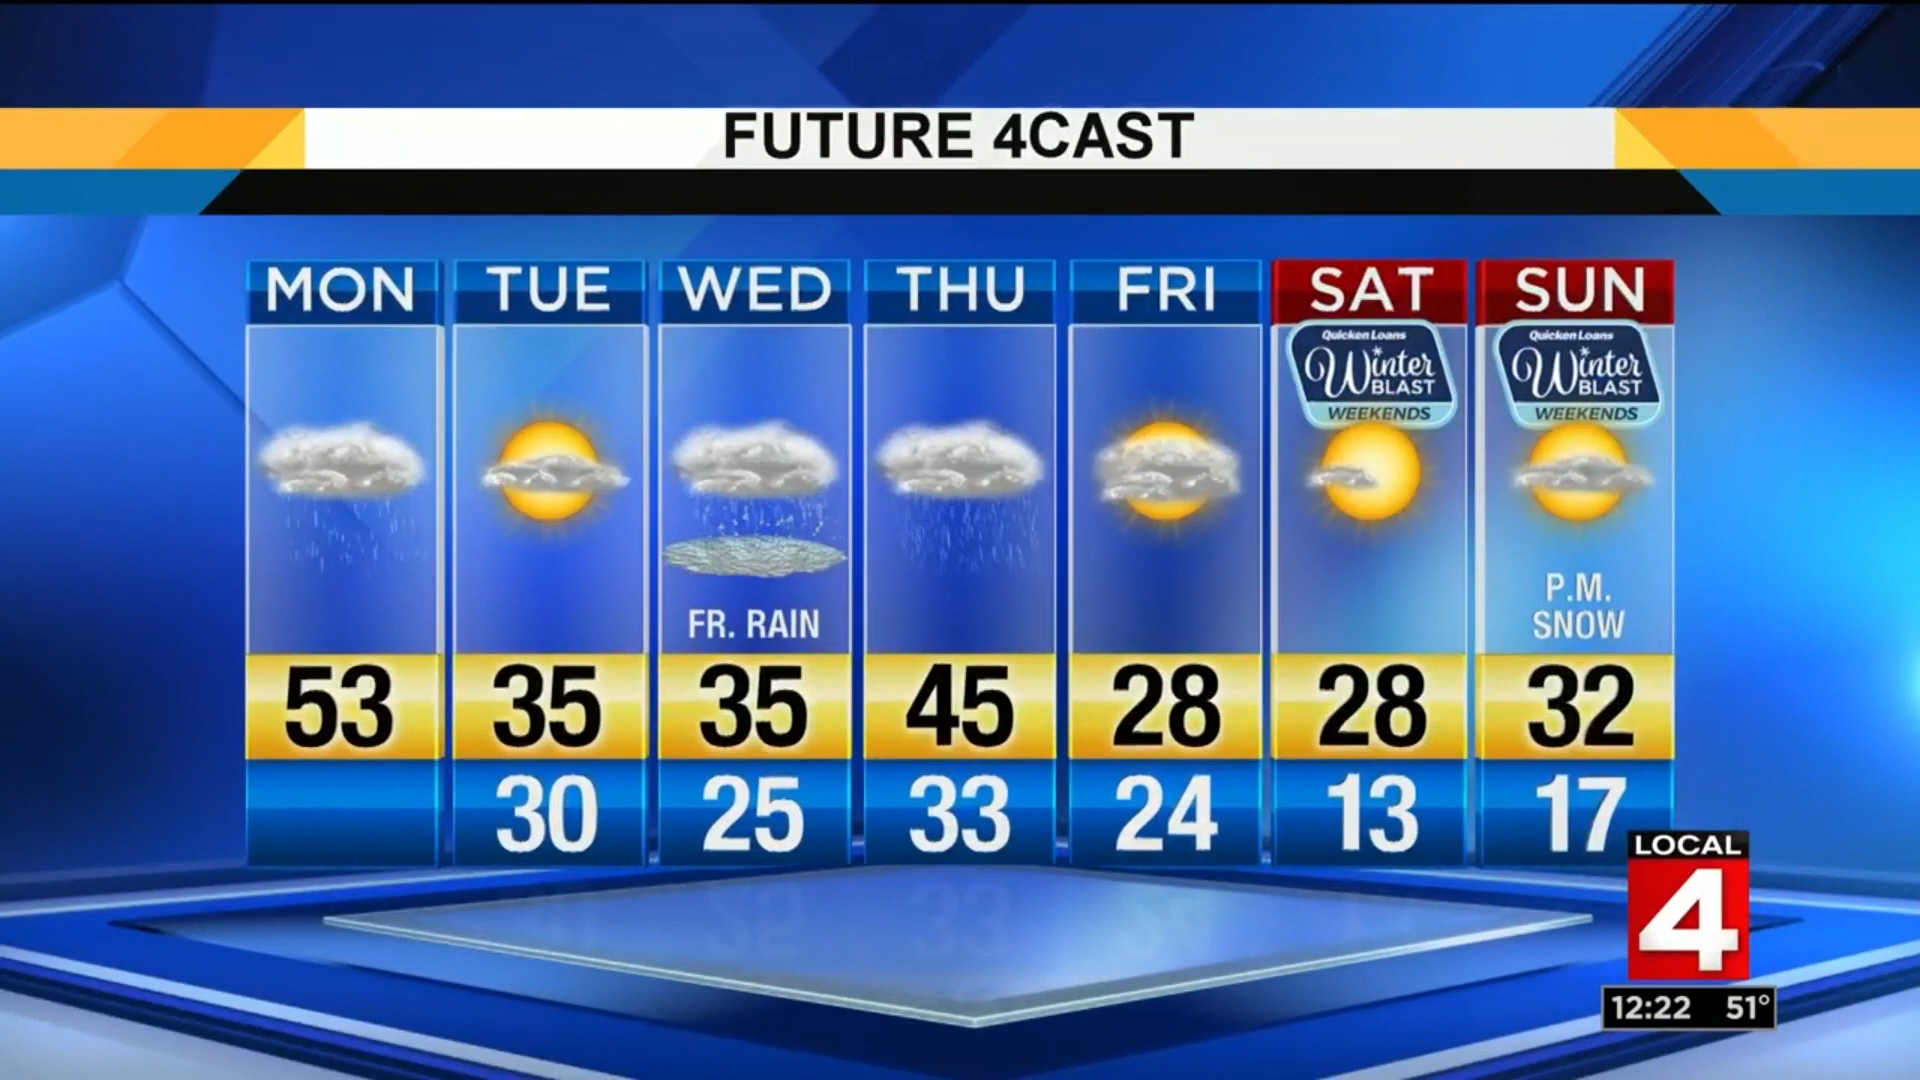 FUTURE 4CAST
MON TUE WED THU FRI SAT SUN
Quicken Loans Quicken Loans
Winter Winter
BLAST BLAST
WEEKENDS WEEKENDS
P.M.
FR. RAIN SNOW
53 35 35 45 28 28 32
30 25 33 24 13 17
LOCAL
4
12:22 51°